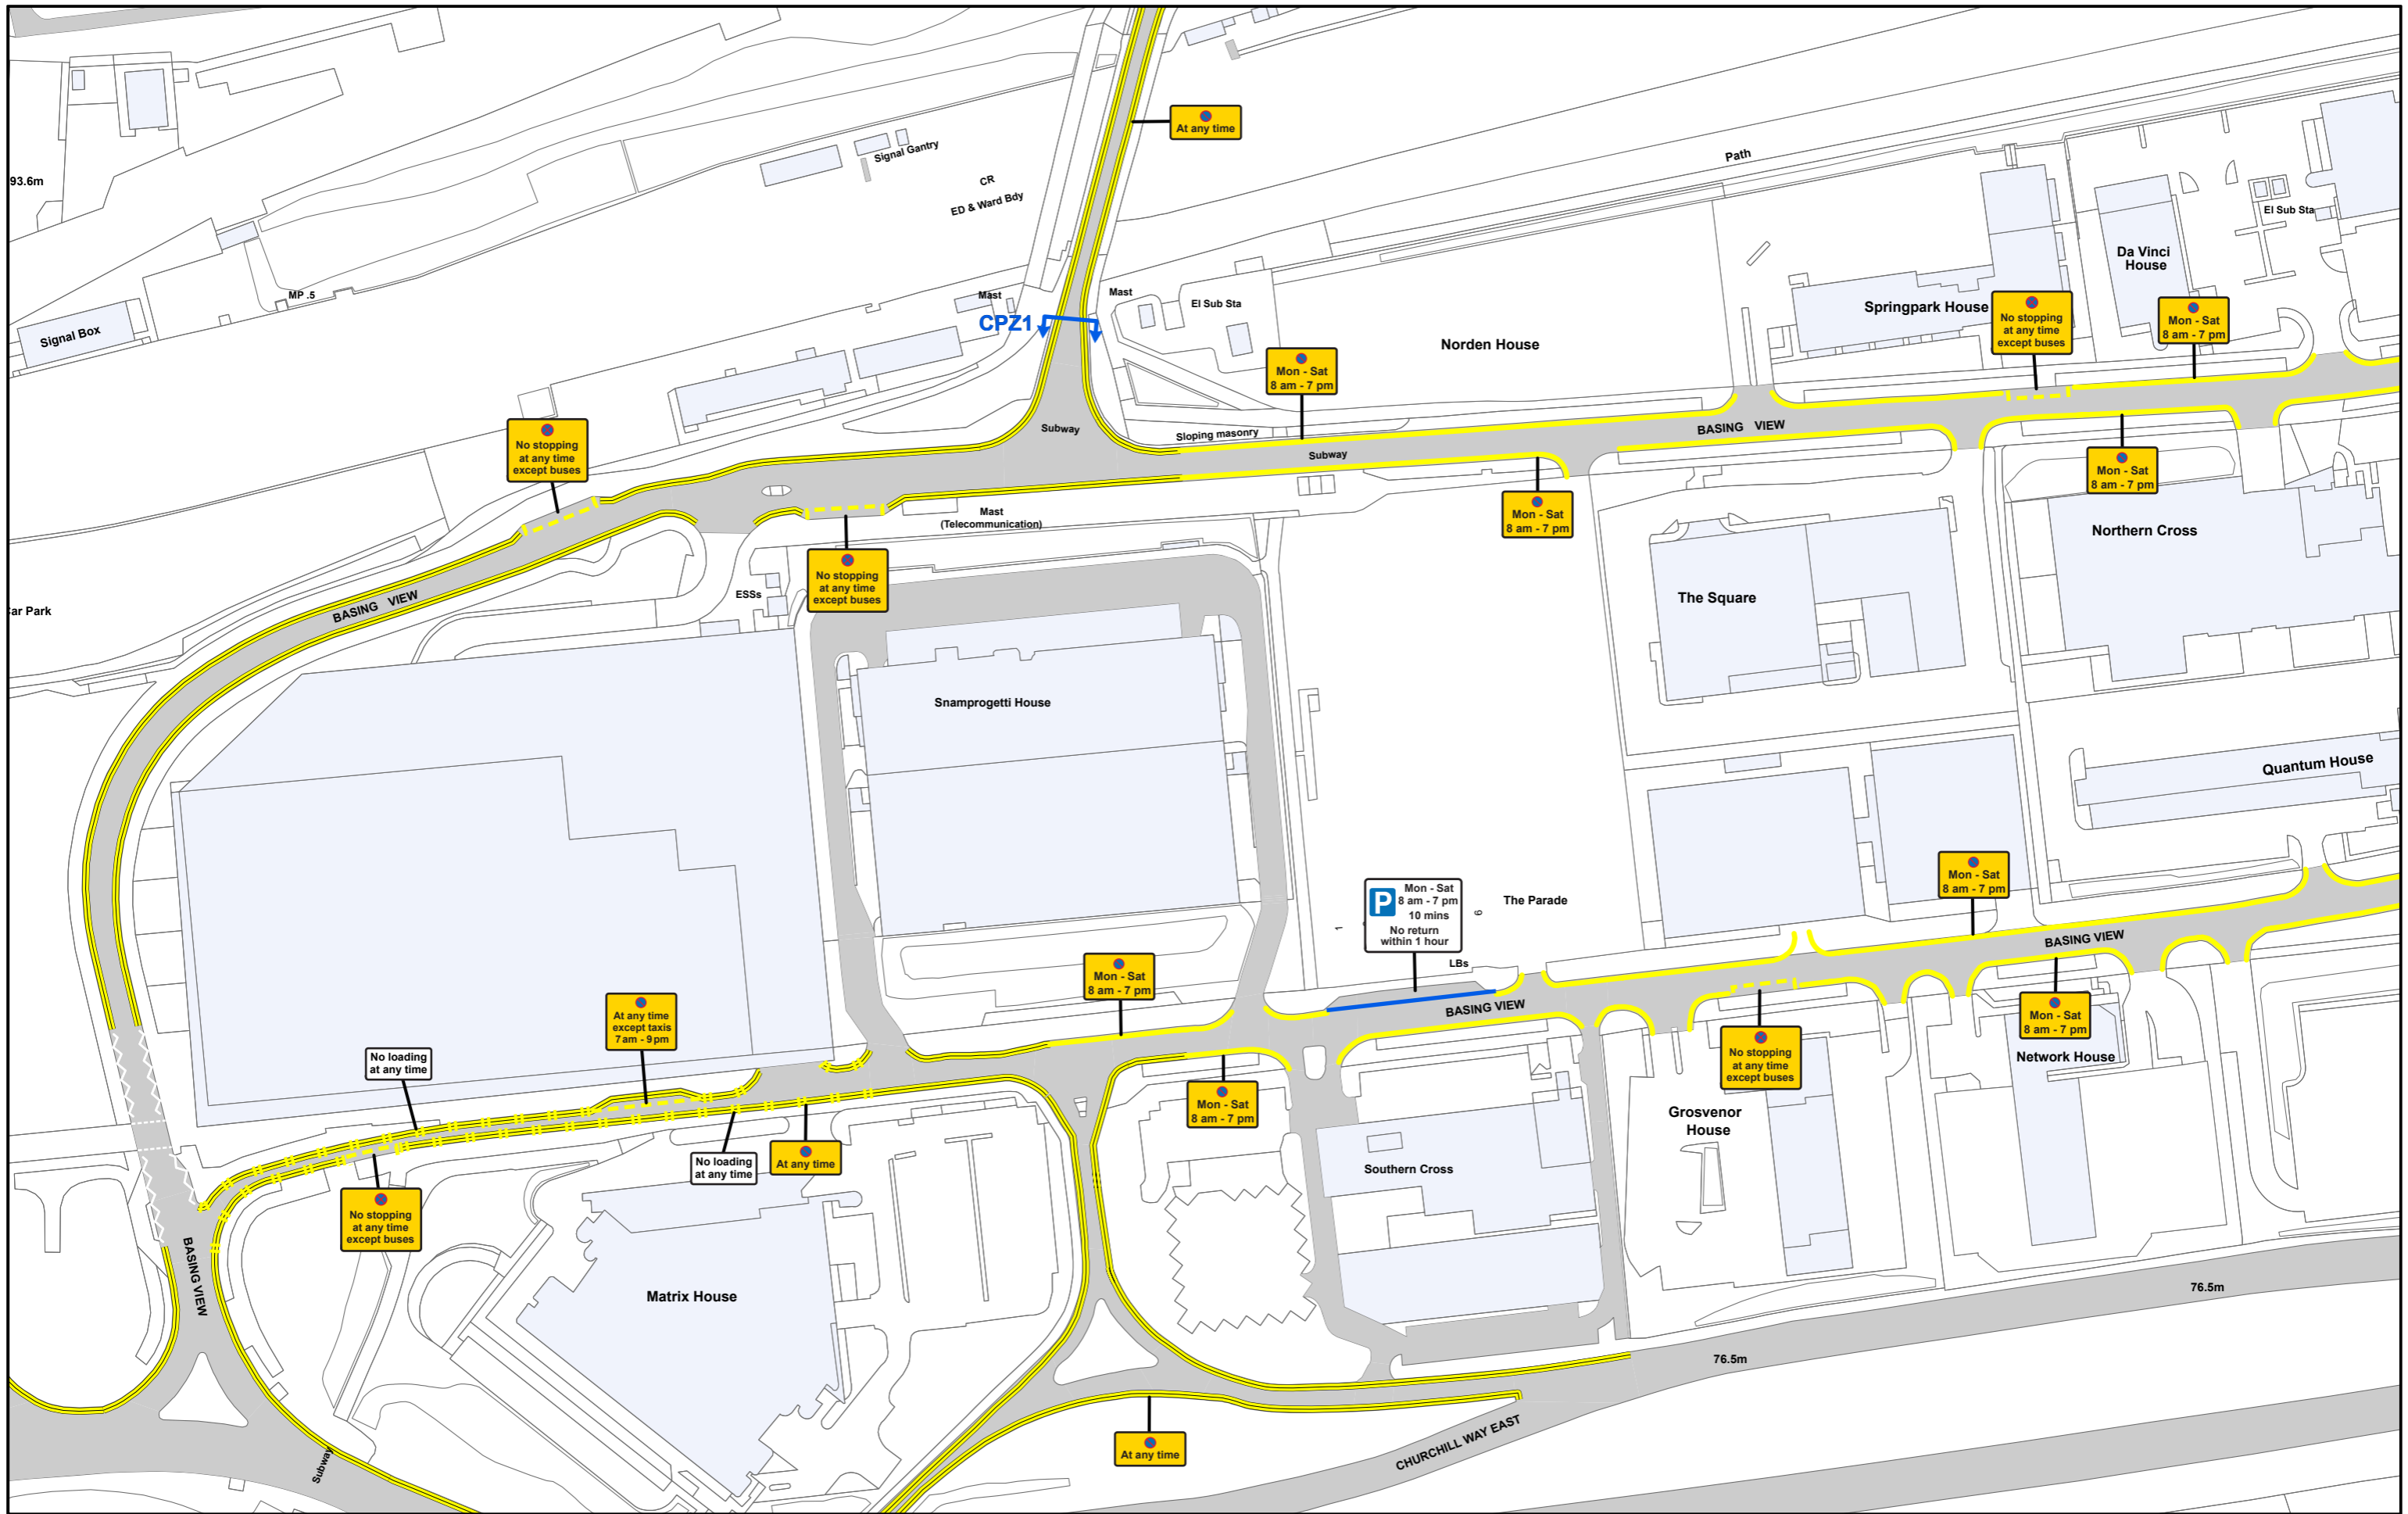 At any time
Path
Signal Gantry
93.6m
CR
ED & Ward Bdy
El Sub Sta
Da Vinci
House
MP .5
Mast
Mast
El Sub Sta
Springpark House
No stopping
at any time
except buses
Mon - Sat
8 am - 7 pm
Signal Box
CPZ1
Norden House
Mon - Sat
8 am - 7 pm
Subway
Sloping masonry
BASING VIEW
No stopping
at any time
except buses
Subway
Mon - Sat
8 am - 7 pm
Mast
(Telecommunication)
Mon - Sat
8 am - 7 pm
Northern Cross
No stopping
at any time
except buses
ESSs
BASING VIEW
The Square
ar Park
Snamprogetti House
Quantum House
Mon - Sat
8 am - 7 pm
P
Mon - Sat
8 am - 7 pm
10 mins
No return
within 1 hour
The Parade
1
6
BASING VIEW
LBs
Mon - Sat
8 am - 7 pm
BASING VIEW
At any time
except taxis
7 am - 9 pm
Mon - Sat
8 am - 7 pm
No loading
at any time
No stopping
at any time
except buses
Network House
Mon - Sat
8 am - 7 pm
Grosvenor
House
No loading
at any time
At any time
Southern Cross
No stopping
at any time
except buses
BASING VIEW
Matrix House
76.5m
76.5m
At any time
CHURCHILL WAY EAST
Subway